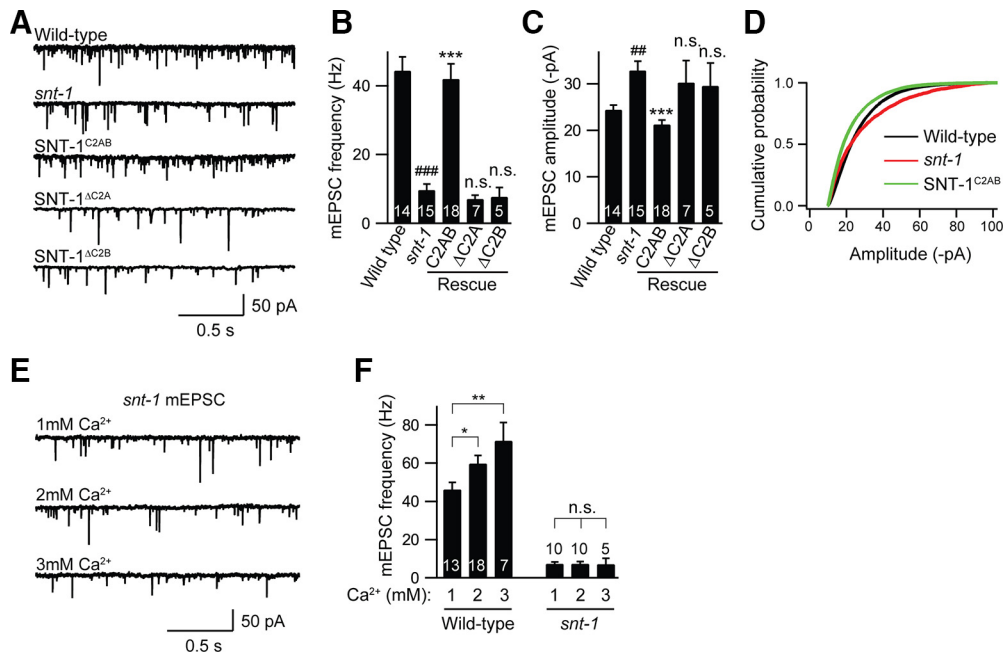 A
Wild-type
snt-1
SNT-1C2AB
SNT-1ΔC2A
SNT-1ΔC2B
50 pA
0.5 s
B
mEPSC frequency (Hz)
40
20
0
###
***
n.s.
n.s.
14
15
18
7
5
Wild type
snt-1
C2AB
ΔC2A
ΔC2B
Rescue
C
mEPSC amplitude (-pA)
30
20
10
0
##
***
n.s.
n.s.
14
15
18
7
5
Wild type
snt-1
C2AB
ΔC2A
ΔC2B
Rescue
D
Cumulative probability
1.0
0.5
0.0
Wild-type
snt-1
SNT-1C2AB
20 40 60 80 100
Amplitude (-pA)
E
snt-1 mEPSC
1mM Ca2+
2mM Ca2+
3mM Ca2+
50 pA
0.5 s
F
mEPSC frequency (Hz)
80
60
40
20
0
**
*
n.s.
13 18 7
10 10 5
Ca2+ (mM): 1 2 3 1 2 3
Wild-type snt-1